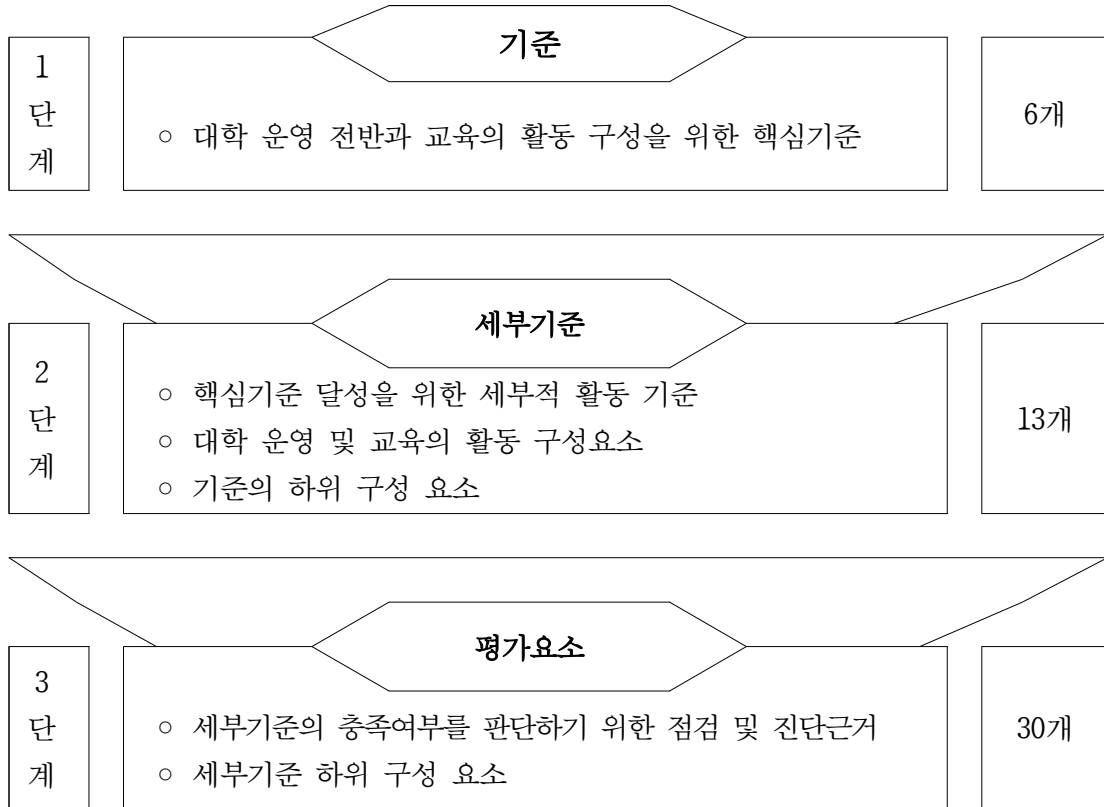 기준
1
단
계
○ 대학 운영 전반과 교육의 활동 구성을 위한 핵심기준
6개
세부기준
2
단
계
○ 핵심기준 달성을 위한 세부적 활동 기준
○ 대학 운영 및 교육의 활동 구성요소
○ 기준의 하위 구성 요소
13개
평가요소
3
단
계
○ 세부기준의 충족여부를 판단하기 위한 점검 및 진단근거
○ 세부기준 하위 구성 요소
30개